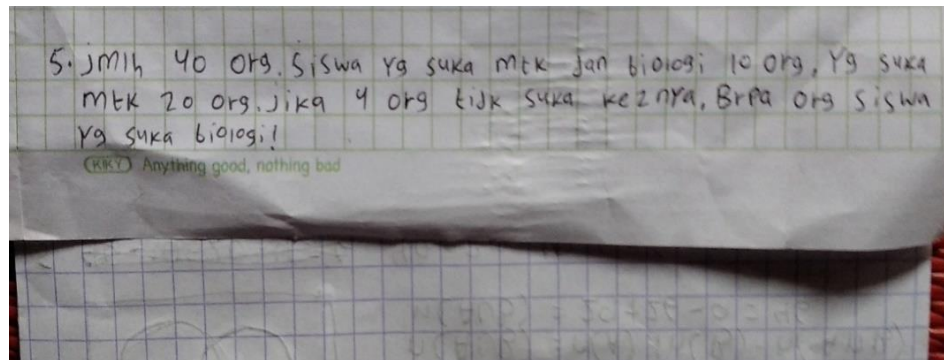 5. jmlh 40 org. Siswa yg suka mtk dan biologi 10 org, yg suka
mtk 20 org. jika 4 org tidk suka ke2nya, Brpa org siswa
yg suka biologi!
KIKY Anything good, nothing bad